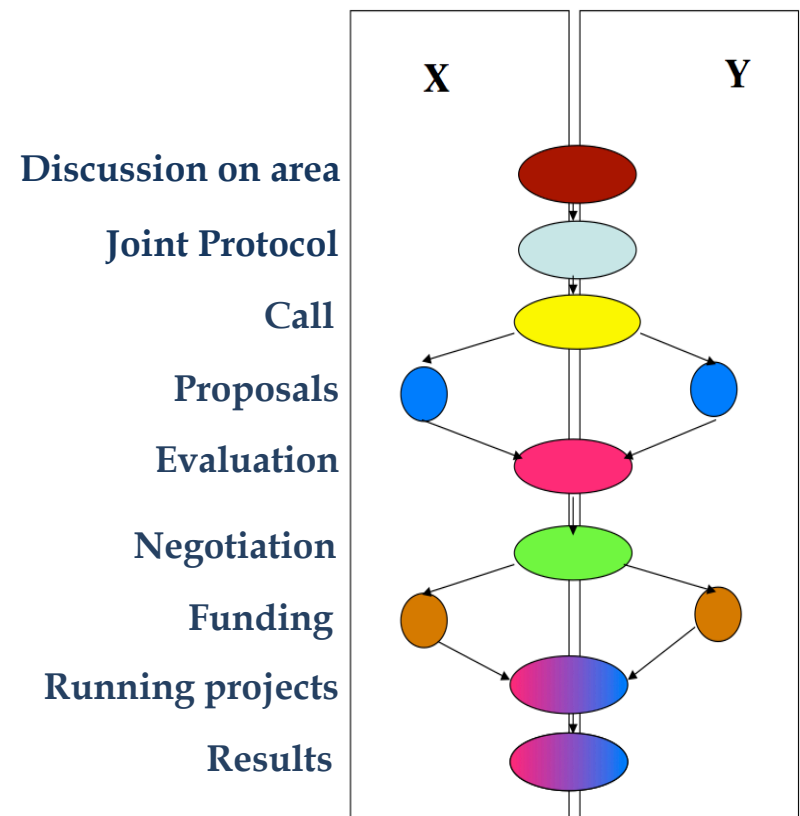 X
Y
Discussion on area
Joint Protocol
Call
Proposals
Evaluation
Negotiation
Funding
Running projects
Results